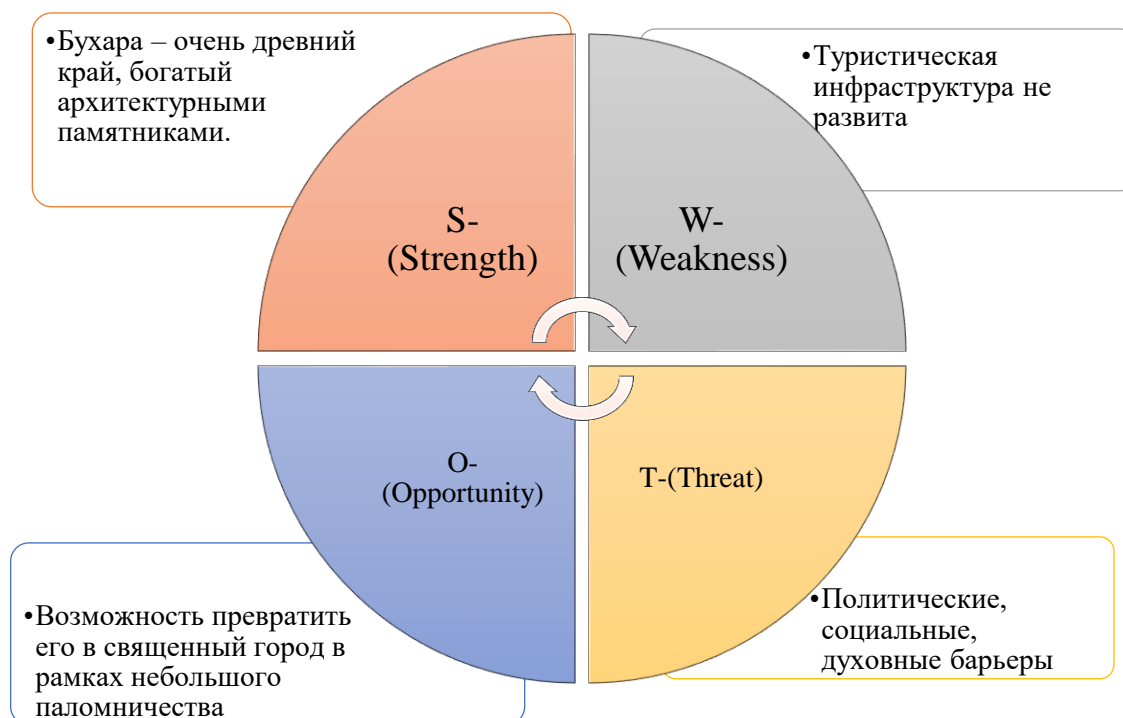 •Бухара – очень древний
край, богатый
архитектурными
памятниками.
•Туристическая
инфраструктура не
развита
S-
(Strength)
W-
(Weakness)
O-
(Opportunity)
T-(Threat)
•Возможность превратить
его в священный город в
рамках небольшого
паломничества
•Политические,
социальные,
духовные барьеры